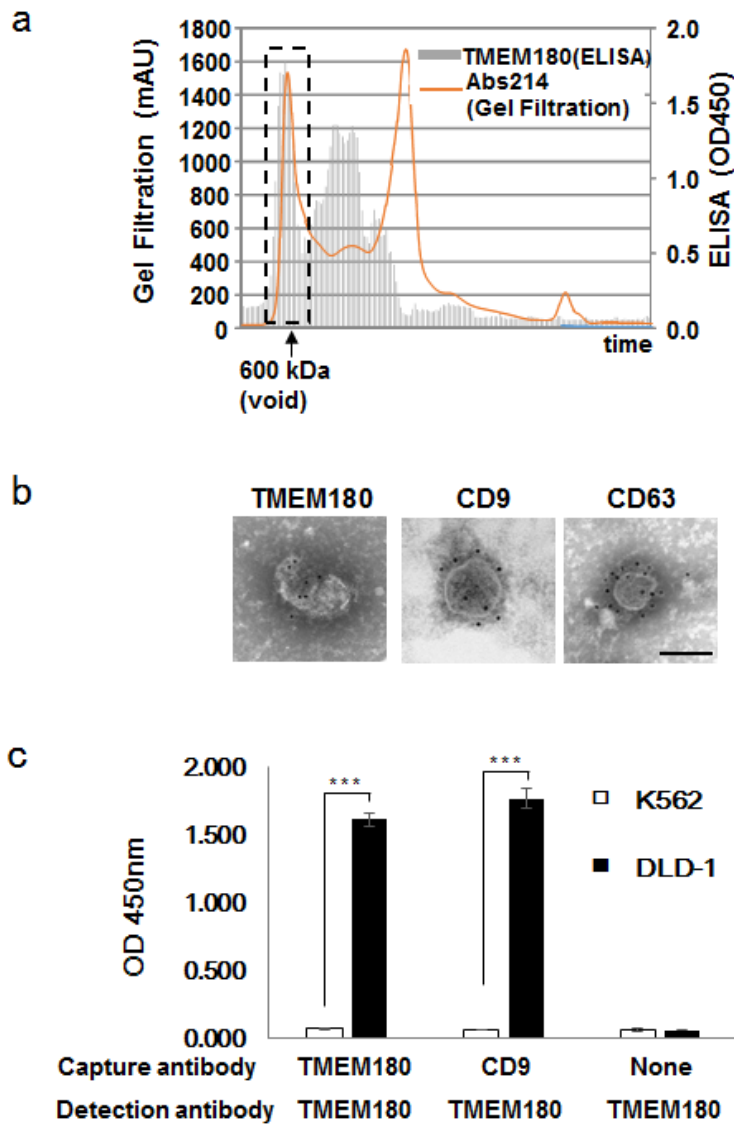 a
1800
1600
1400
1200
1000
800
600
400
200
0
Gel Filtration (mAU)
TMEM180(ELISA)
Abs214
(Gel Filtration)
2.0
1.5
1.0
0.5
0.0
ELISA (OD450)
time
600 kDa
(void)
b
TMEM180 CD9 CD63
c
2.000
1.500
1.000
0.500
0.000
OD 450nm
*** ***
K562
DLD-1
Capture antibody TMEM180 CD9 None
Detection antibody TMEM180 TMEM180 TMEM180